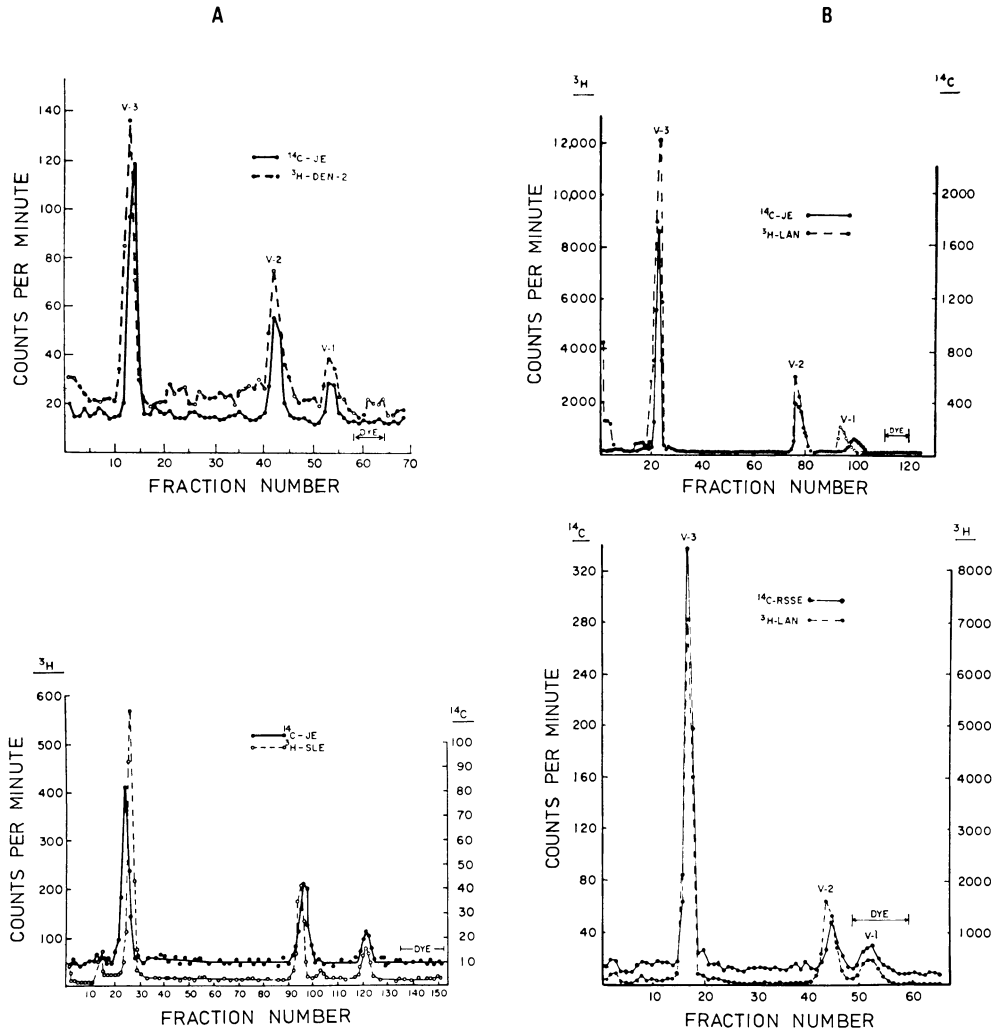 A
B
V-3
V-2
V-1
¹⁴C-JE
³H-DEN-2
140
120
100
80
60
40
20
COUNTS PER MINUTE
DYE
10 20 30 40 50 60 70
FRACTION NUMBER
³H
¹⁴C
V-3
V-2
V-1
¹⁴C-JE
³H-LAN
12,000
10,000
8000
6000
4000
2000
2000
1600
1200
800
400
COUNTS PER MINUTE
DYE
20 40 60 80 100 120
FRACTION NUMBER
³H
¹⁴C
¹⁴C-JE
³H-SLE
600
500
400
300
200
100
100
90
80
70
60
50
40
30
20
10
COUNTS PER MINUTE
DYE
10 20 30 40 50 60 70 80 90 100 110 120 130 140 150
FRACTION NUMBER
¹⁴C
³H
V-3
V-2
V-1
¹⁴C-RSSE
³H-LAN
320
280
240
200
160
120
80
40
8000
7000
6000
5000
4000
3000
2000
1000
COUNTS PER MINUTE
DYE
10 20 30 40 50 60
FRACTION NUMBER